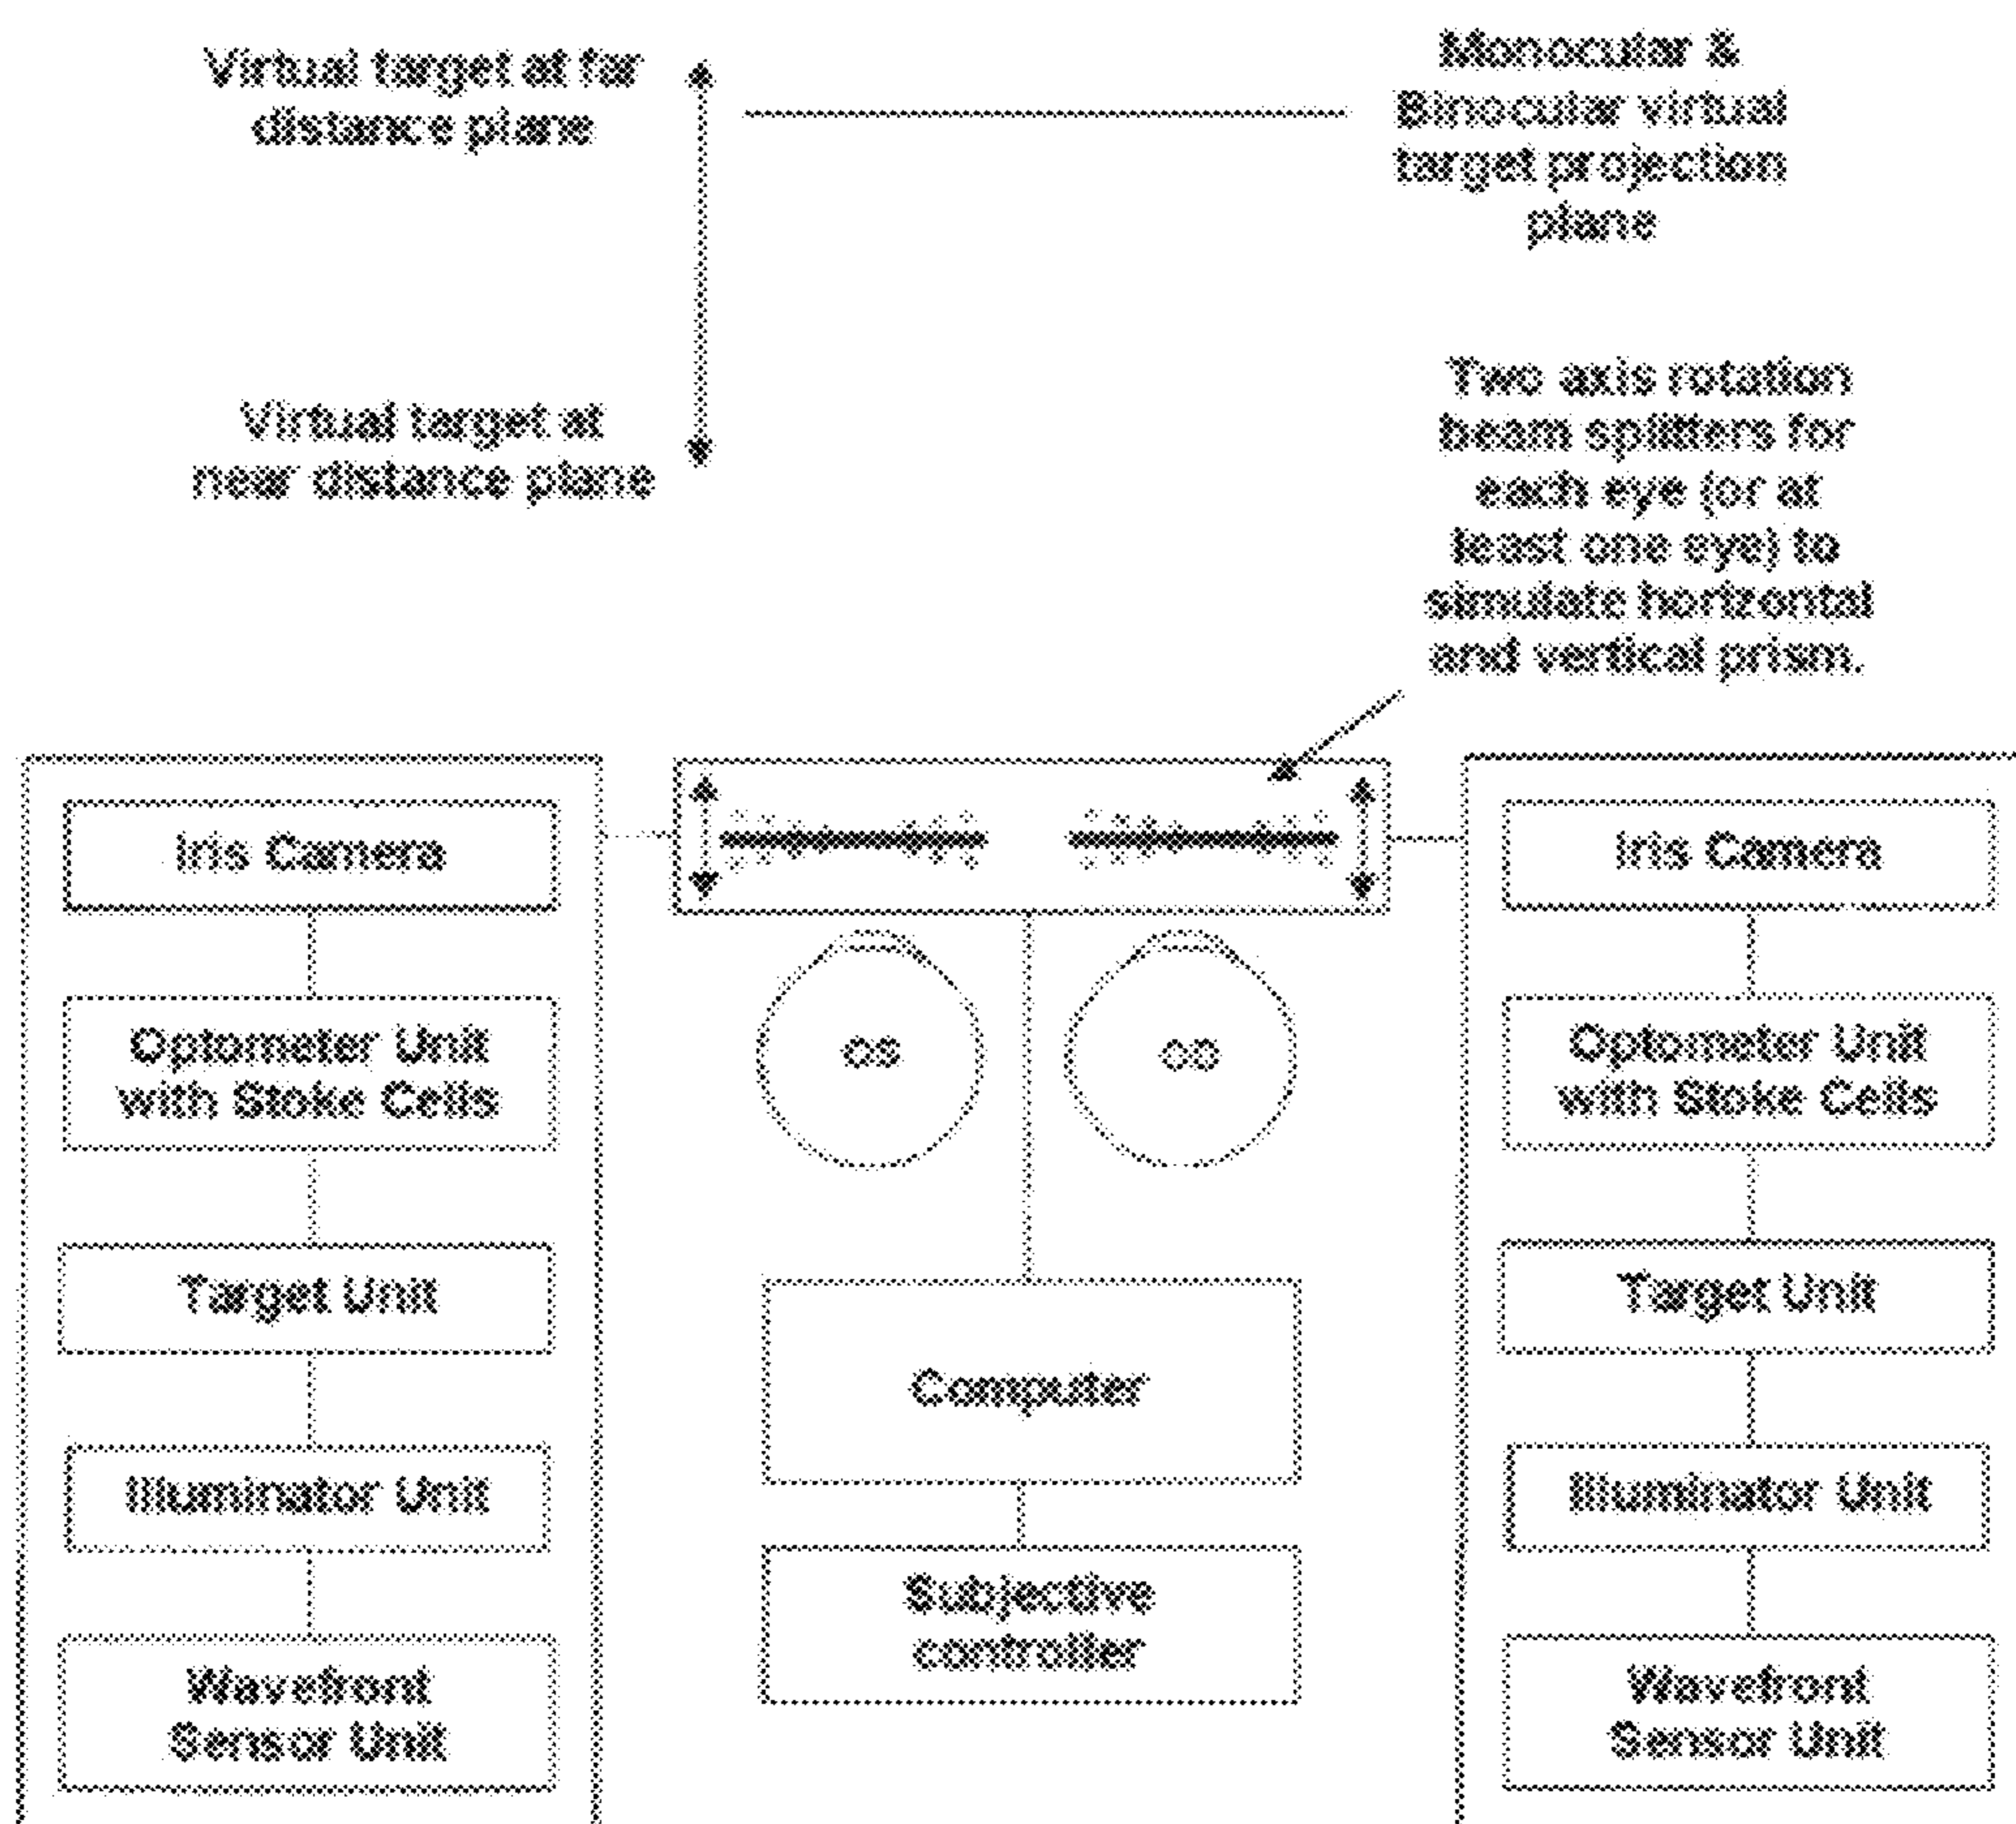 Virtual target at far
distance plane
Monocular &
Binocular virtual
target projection
plane
Virtual target at
near distance plane
Two axis rotation
beam splitters for
each eye (or at
least one eye) to
simulate horizontal
and vertical prism.
Iris Camera
Optometer Unit
with Stoke Cells
Target Unit
Illuminator Unit
Wavefront
Sensor Unit
OS
OD
Computer
Subjective
controller
Iris Camera
Optometer Unit
with Stoke Cells
Target Unit
Illuminator Unit
Wavefront
Sensor Unit